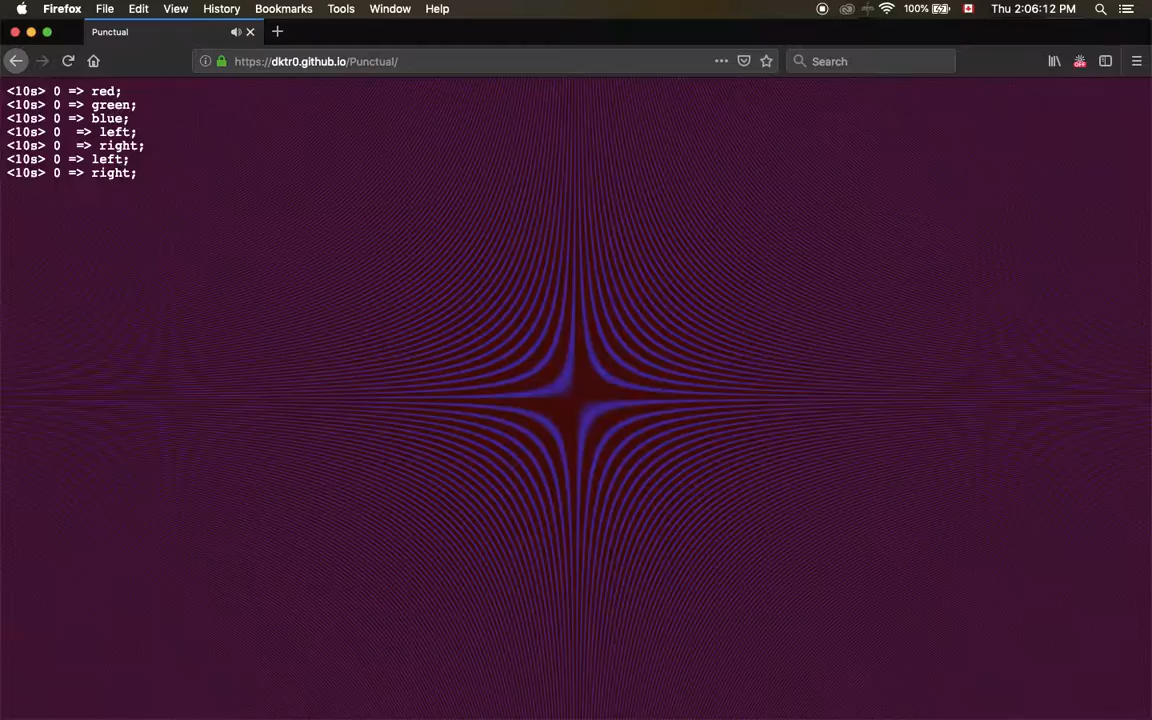 Firefox File Edit View History Bookmarks Tools Window Help 100% Thu 2:06:12 PM
Punctual
https://dktr0.github.io/Punctual/ Search
<10s> 0 => red;
<10s> 0 => green;
<10s> 0 => blue;
<10s> 0  => left;
<10s> 0  => right;
<10s> 0 => left;
<10s> 0 => right;